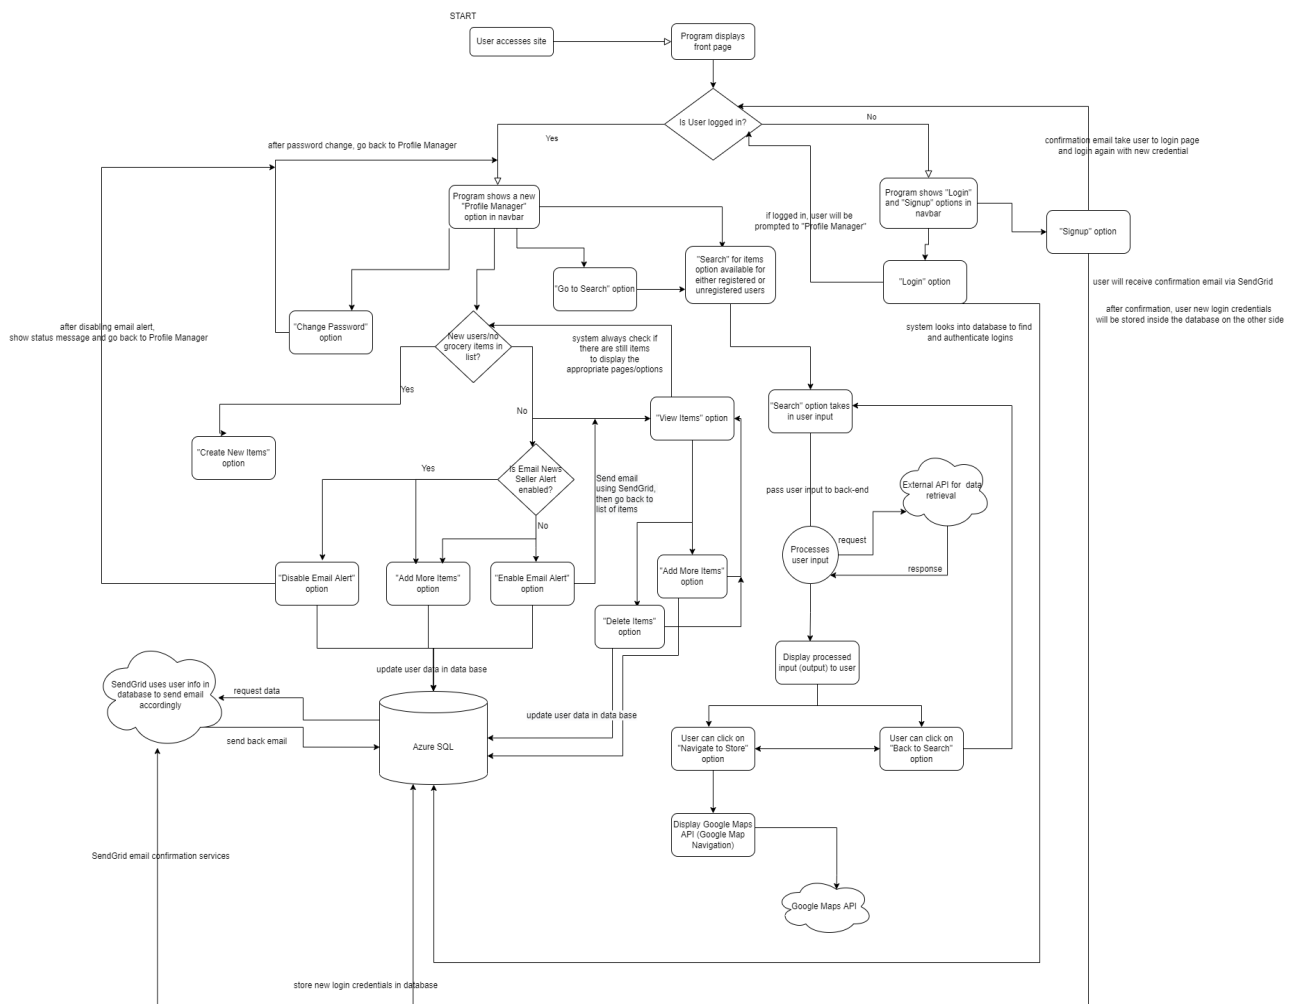 START
User accesses site
Program displays
front page
Is User logged in?
Yes
No
after password change, go back to Profile Manager
confirmation email take user to login page
and login again with new credential
Program shows a new
"Profile Manager"
option in navbar
Program shows "Login"
and "Signup" options in
navbar
if logged in, user will be
prompted to "Profile Manager"
"Signup" option
"Search" for items
option available for
either registered or
unregistered users
"Go to Search" option
"Login" option
user will receive confirmation email via SendGrid
after confirmation, user new login credentials
will be stored inside the database on the other side
"Change Password"
option
after disabling email alert,
show status message and go back to Profile Manager
New users/no
grocery items in
list?
system always check if
there are still items
to display the
appropriate pages/options
system looks into database to find
and authenticate logins
Yes
No
"View Items" option
"Search" option takes
in user input
"Create New Items"
option
Is Email News
Seller Alert
enabled?
Yes
No
Send email
using SendGrid,
then go back to
list of items
pass user input to back-end
External API for data
retrieval
request
Processes
user input
response
"Disable Email Alert"
option
"Add More Items"
option
"Enable Email Alert"
option
"Add More Items"
option
"Delete Items"
option
Display processed
input (output) to user
update user data in data base
SendGrid uses user info in
database to send email
accordingly
request data
send back email
Azure SQL
update user data in data base
User can click on
"Navigate to Store"
option
User can click on
"Back to Search"
option
Display Google Maps
API (Google Map
Navigation)
SendGrid email confirmation services
Google Maps API
store new login credentials in database